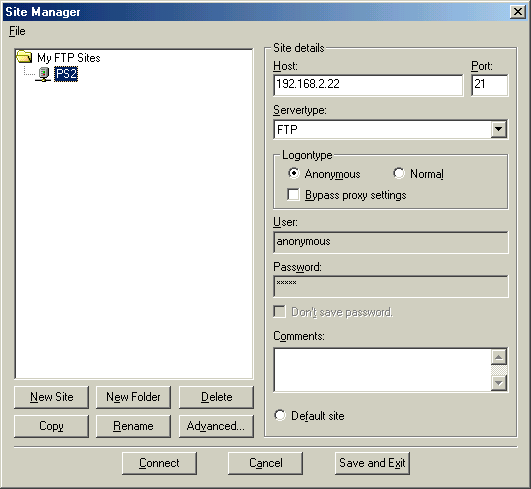 Site Manager
File
My FTP Sites
PS2
New Site
New Folder
Delete
Copy
Rename
Advanced...
Site details
Host:
Port:
192.168.2.22
21
Servertype:
FTP
Logontype
Anonymous
Normal
Bypass proxy settings
User:
anonymous
Password:
*****
Don't save password.
Comments:
Default site
Connect
Cancel
Save and Exit